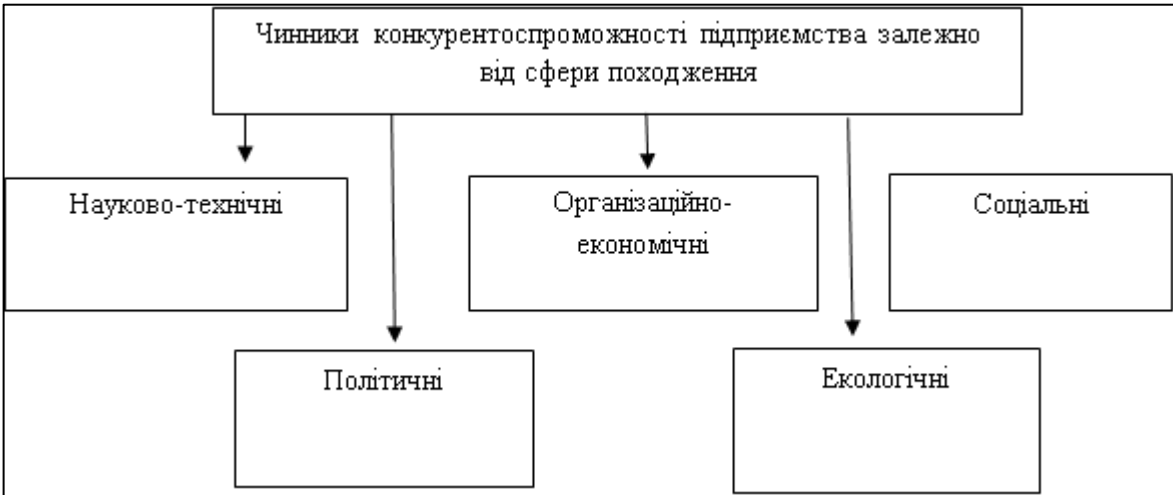 Чинники конкурентоспроможності підприємства залежно
від сфери походження
Науково-технічні
Організаційно-
економічні
Соціальні
Політичні
Екологічні